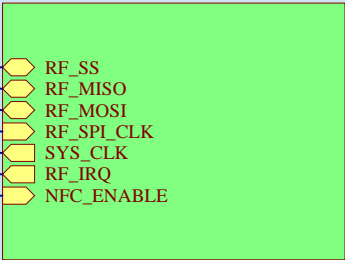 RF_SS
RF_MISO
RF_MOSI
RF_SPI_CLK
SYS_CLK
RF_IRQ
NFC_ENABLE